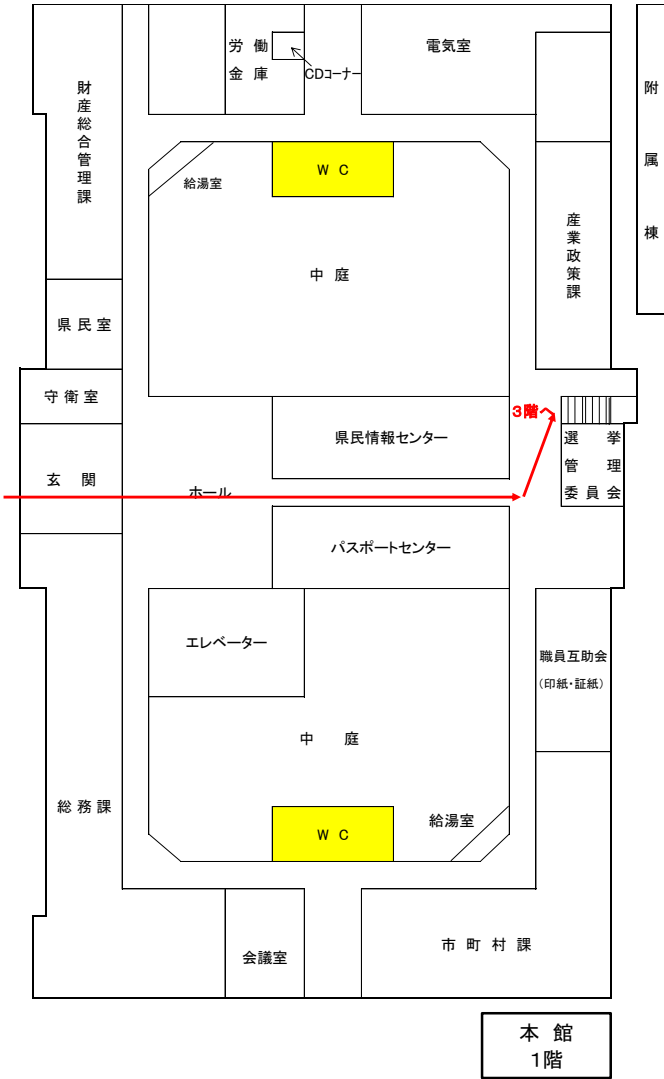 労 働
金 庫
CDコーナー
電気室
財産総合管理課
附属棟
W C
給湯室
産業政策課
中 庭
県 民 室
守 衛 室
3階へ
県民情報センター
選 挙
管 理
委 員 会
玄 関
ホール
パスポートセンター
エレベーター
職員互助会
(印紙・証紙)
中 庭
総 務 課
給湯室
W C
会議室
市 町 村 課
本 館
1階